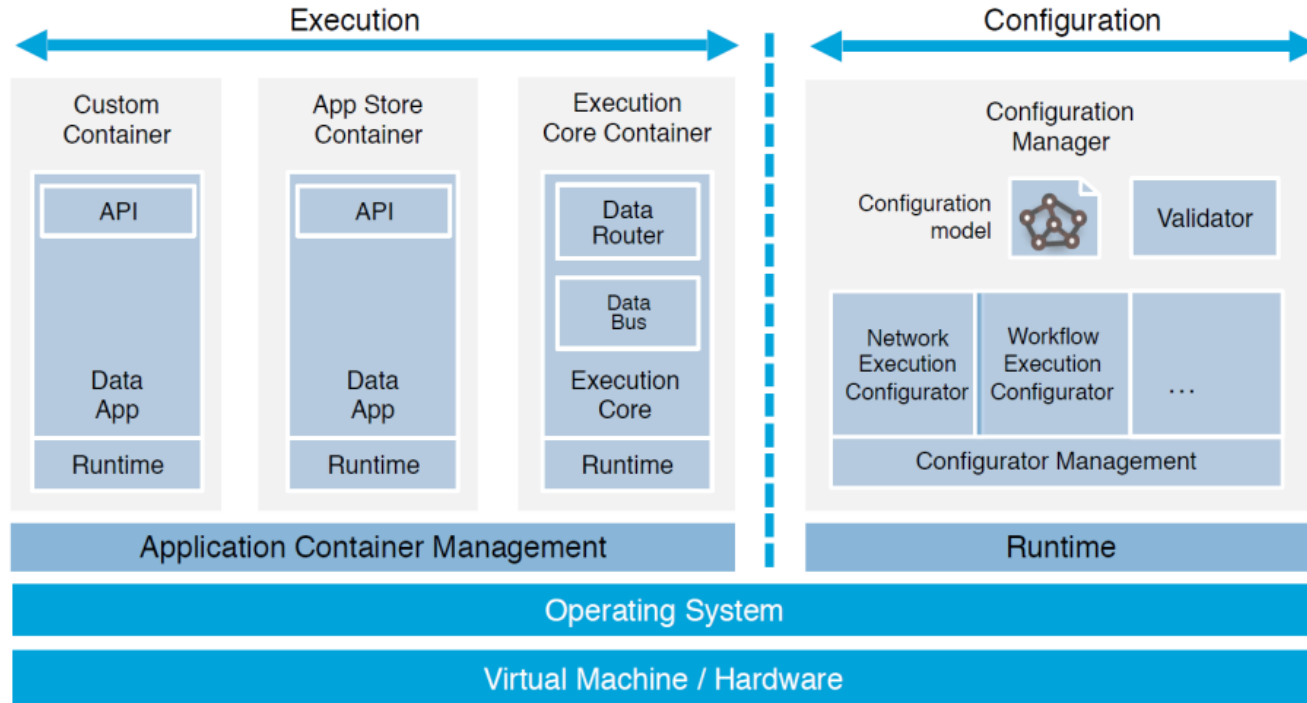 Execution
Configuration
Custom
Container
API
Data
App
Runtime
App Store
Container
API
Data
App
Runtime
Execution
Core Container
Data
Router
Data
Bus
Execution
Core
Runtime
Application Container Management
Configuration
Manager
Configuration
model
Validator
Network
Execution
Configurator
Workflow
Execution
Configurator
...
Configurator Management
Runtime
Operating System
Virtual Machine / Hardware